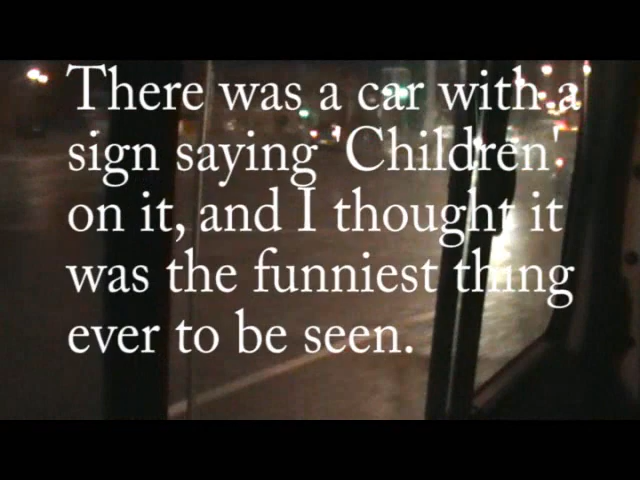 There was a car with a
sign saying 'Children'
on it, and I thought it
was the funniest thing
ever to be seen.